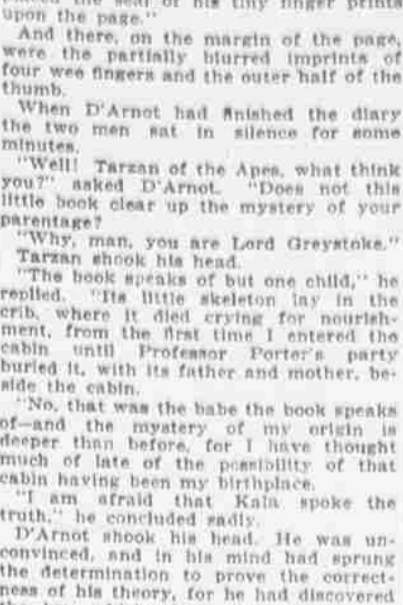 the seal of his tiny finger prints
upon the page."
And there, on the margin of the page,
were the partially blurred imprints of
four wee fingers and the outer half of the
thumb.
When D'Arnot had finished the diary
the two men sat in silence for some
minutes.
"Well! Tarzan of the Apes, what think
you?" asked D'Arnot. "Does not this
little book clear up the mystery of your
parentage?
"Why, man, you are Lord Greystoke."
Tarzan shook his head.
"The book speaks of but one child," he
replied. "Its little skeleton lay in the
crib, where it died crying for nourish-
ment, from the first time I entered the
cabin until Professor Porter's party
buried it, with its father and mother, be-
side the cabin.
"No, that was the babe the book speaks
of—and the mystery of my origin is
deeper than before, for I have thought
much of late of the possibility of that
cabin having been my birthplace.
"I am afraid that Kala spoke the
truth," he concluded sadly.
D'Arnot shook his head. He was un-
convinced, and in his mind had sprung
the determination to prove the correct-
ness of his theory, for he had discovered